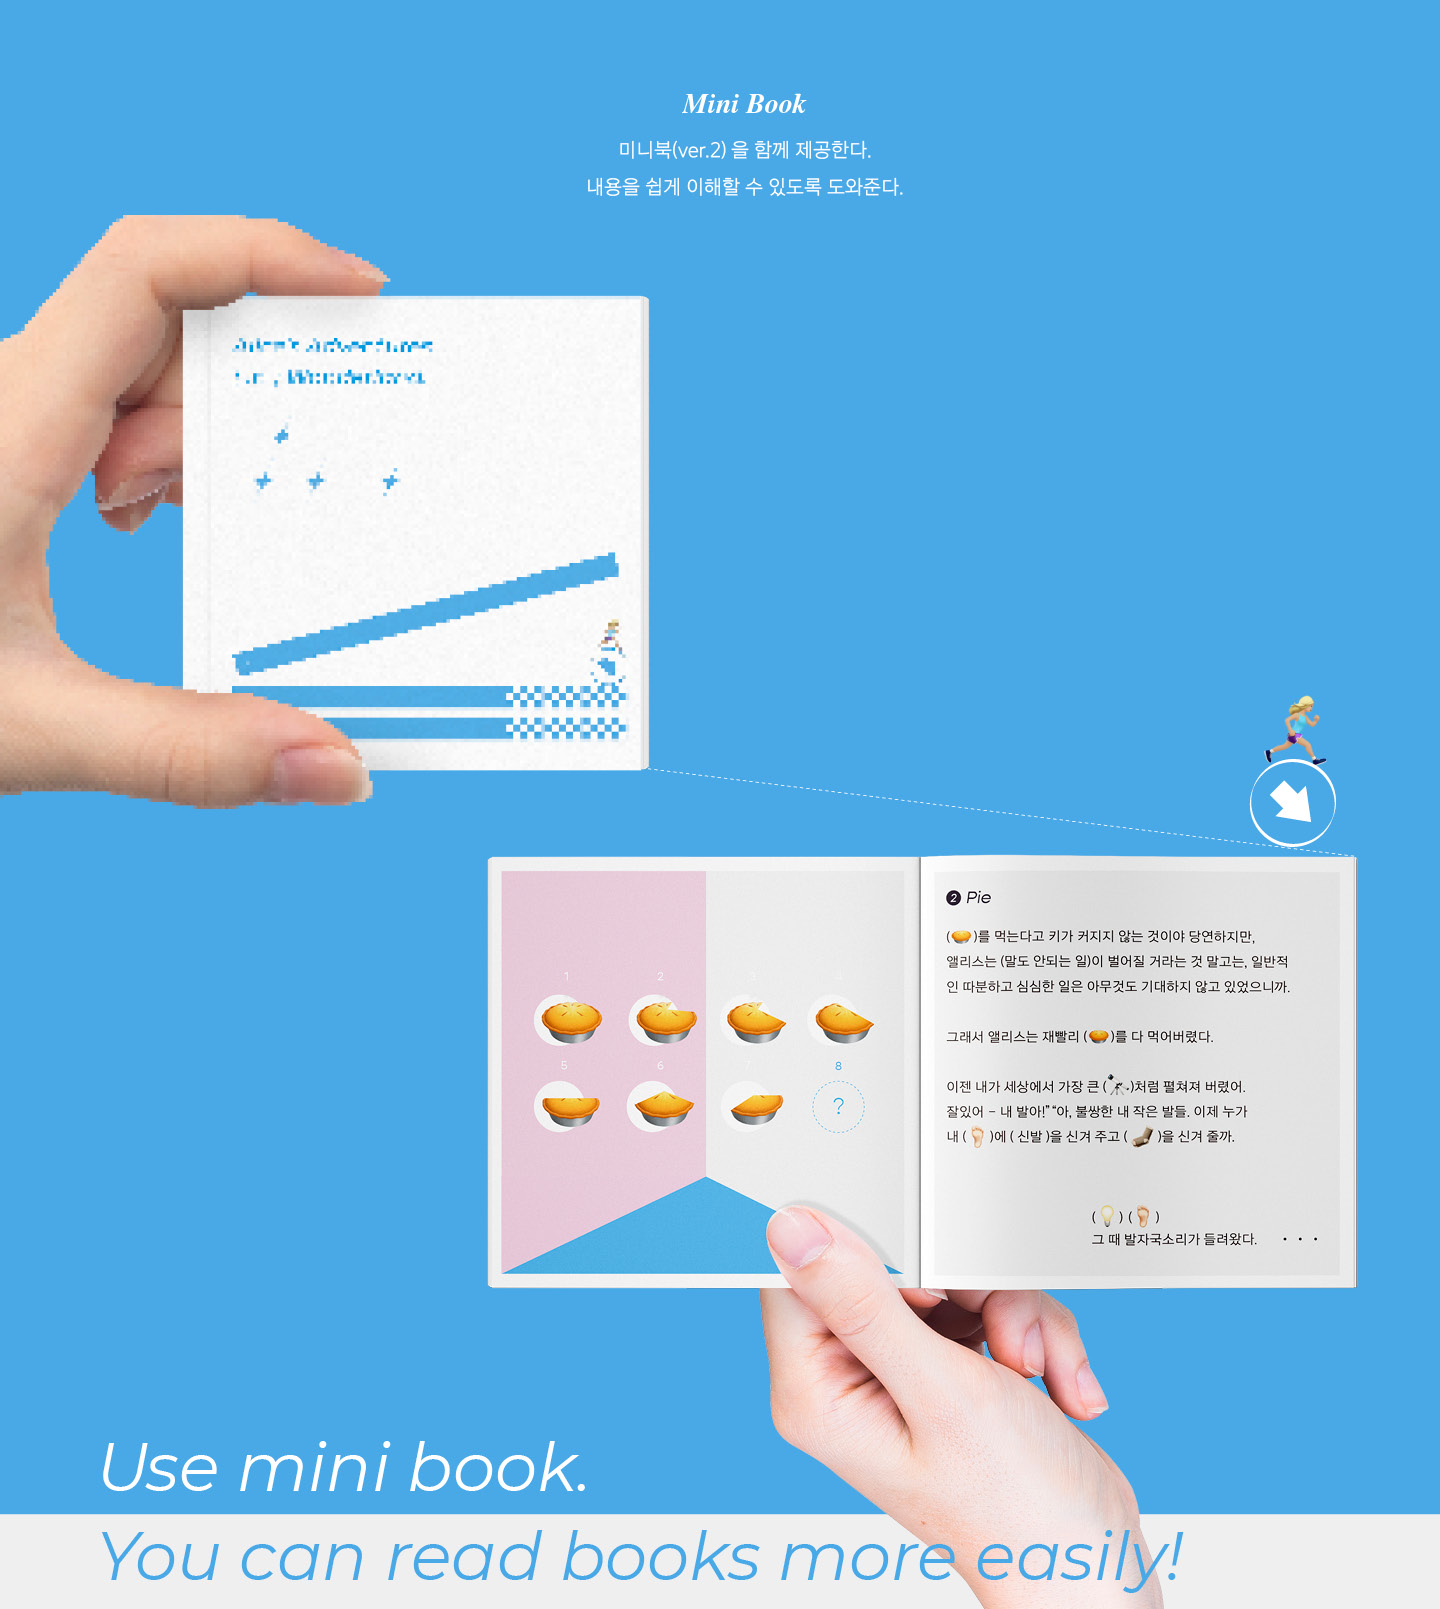 Mini Book
미니북(ver.2) 을 함께 제공한다.
내용을 쉽게 이해할 수 있도록 도와준다.
1 2 3 4
5 6 7 8
?
2 Pie
( )를 먹는다고 키가 커지지 않는 것이야 당연하지만,
앨리스는 (말도 안되는 일)이 벌어질 거라는 것 말고는, 일반적
인 따분하고 심심한 일은 아무것도 기대하지 않고 있었으니까.
그래서 앨리스는 재빨리 ( )를 다 먹어버렸다.
이젠 내가 세상에서 가장 큰 ( )처럼 펼쳐져 버렸어.
잘있어 – 내 발아!” “아, 불쌍한 내 작은 발들. 이제 누가
내 ( )에 ( 신발 )을 신겨 주고 ( )을 신겨 줄까.
( ) ( )
그 때 발자국소리가 들려왔다. • • •
Use mini book.
You can read books more easily!